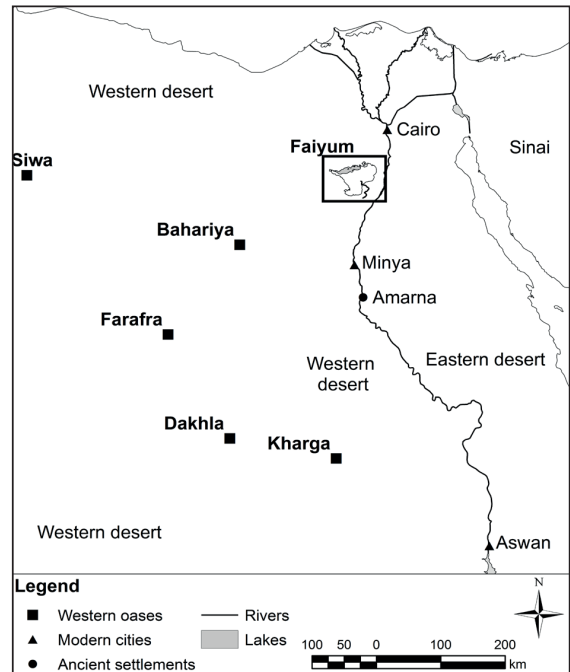 Western desert
Cairo
Faiyum
Sinai
Siwa
Bahariya
Minya
Amarna
Farafra
Western
desert
Eastern desert
Dakhla
Kharga
Western desert
Aswan
Legend
Western oases
Rivers
Modern cities
Lakes
Ancient settlements
N
100 50 0 100 200
km